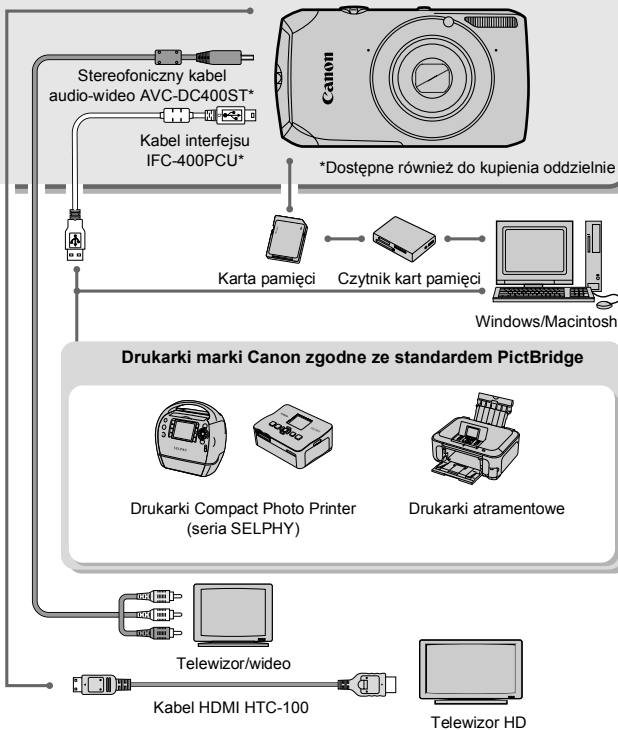 Canon
Stereofoniczny kabel
audio-wideo AVC-DC400ST*
Kabel interfejsu
IFC-400PCU*
*Dostępne również do kupienia oddzielnie
Karta pamięci
Czytnik kart pamięci
Windows/Macintosh
Drukarki marki Canon zgodne ze standardem PictBridge
SELPHY
Drukarki Compact Photo Printer
(seria SELPHY)
Drukarki atramentowe
Telewizor/wideo
Kabel HDMI HTC-100
Telewizor HD